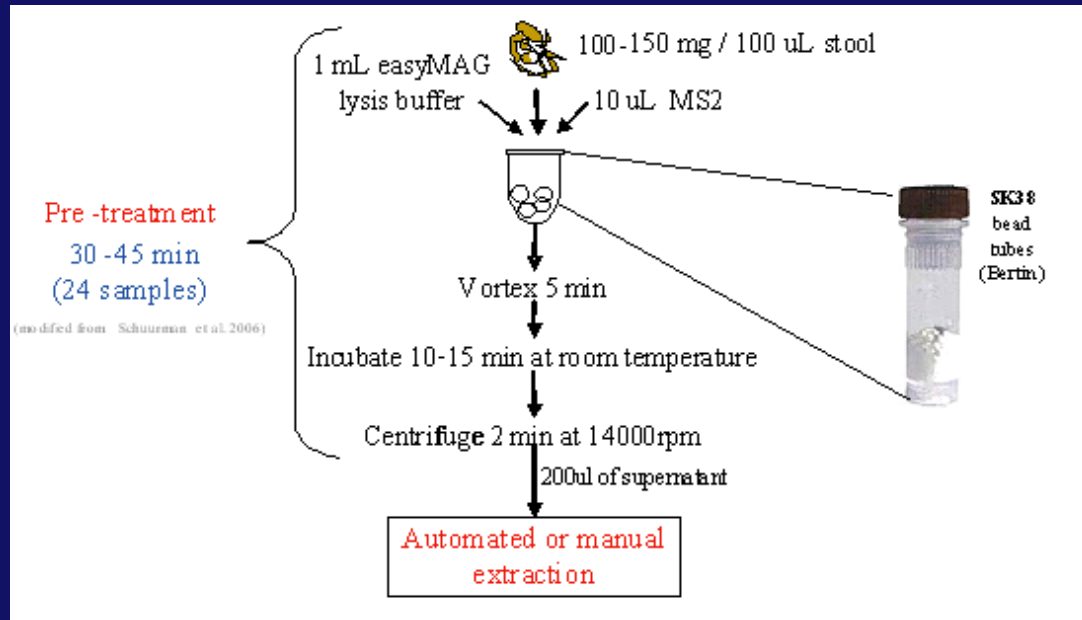 100-150 mg / 100 uL stool
1 mL easyMAG
lysis buffer
10 uL MS2
SK38
bead
tubes
(Bertin)
Pre -treatment
30 -45 min
(24 samples)
(modified from Schuurman et al. 2006)
Vortex 5 min
Incubate 10-15 min at room temperature
Centrifuge 2 min at 14000rpm
200ul of supernatant
Automated or manual
extraction